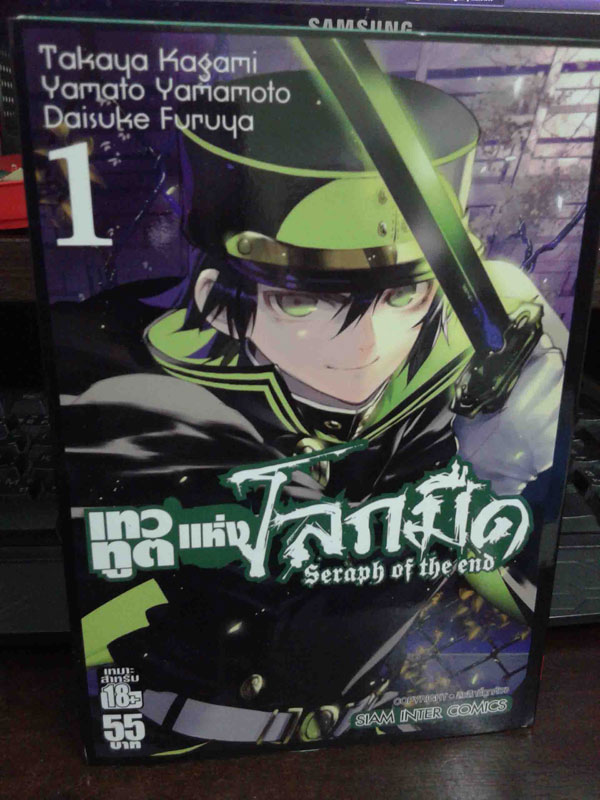 SAMSUNG
Takaya Kagami
Yamato Yamamoto
Daisuke Furuya
1
เทว
ทูต แห่ง โลกมืด
Seraph of the end
เหมาะ
สำหรับ
18+
55
บาท
COPYRIGHT
SIAM INTER COMICS